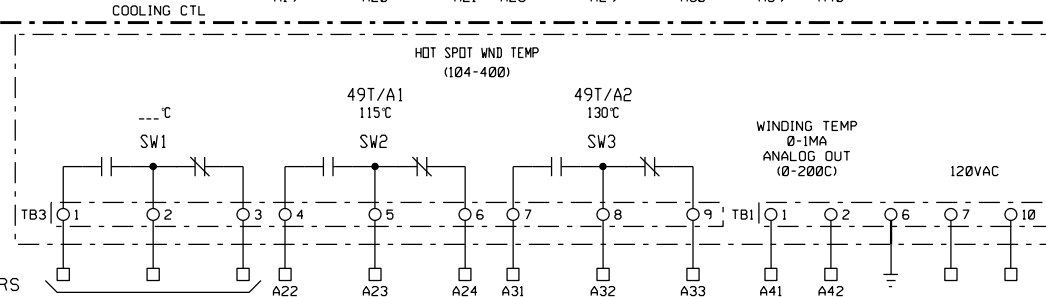 COOLING CTL
HOT SPOT WND TEMP
(104-400)
___°C
SW1
49T/A1
115°C
SW2
49T/A2
130°C
SW3
WINDING TEMP
0-1MA
ANALOG OUT
(0-200C)
120VAC
TB3 1 2 3 4 5 6 7 8 9 TB1 1 2 6 7 10
RS A22 A23 A24 A31 A32 A33 A41 A42